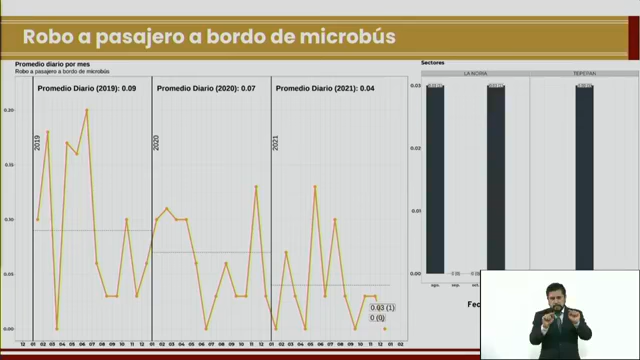 Robo a pasajero a bordo de microbús
Promedio diario por mes
Robo a pasajero a bordo de microbús
Promedio Diario (2019): 0.09
Promedio Diario (2020): 0.07
Promedio Diario (2021): 0.04
2019
2020
2021
0.20
0.15
0.10
0.05
0.00
0.03 (1)
0 (0)
12 01 02 03 04 05 06 07 08 09 10 11 12 01 02 03 04 05 06 07 08 09 10 11 12 01 02 03 04 05 06 07 08 09 10 11 12 01 02
Sectores
LA NORIA
TEPEPAN
0.03
0.02
0.01
0.00
ago.
sep.
oct.
ago.
Fec